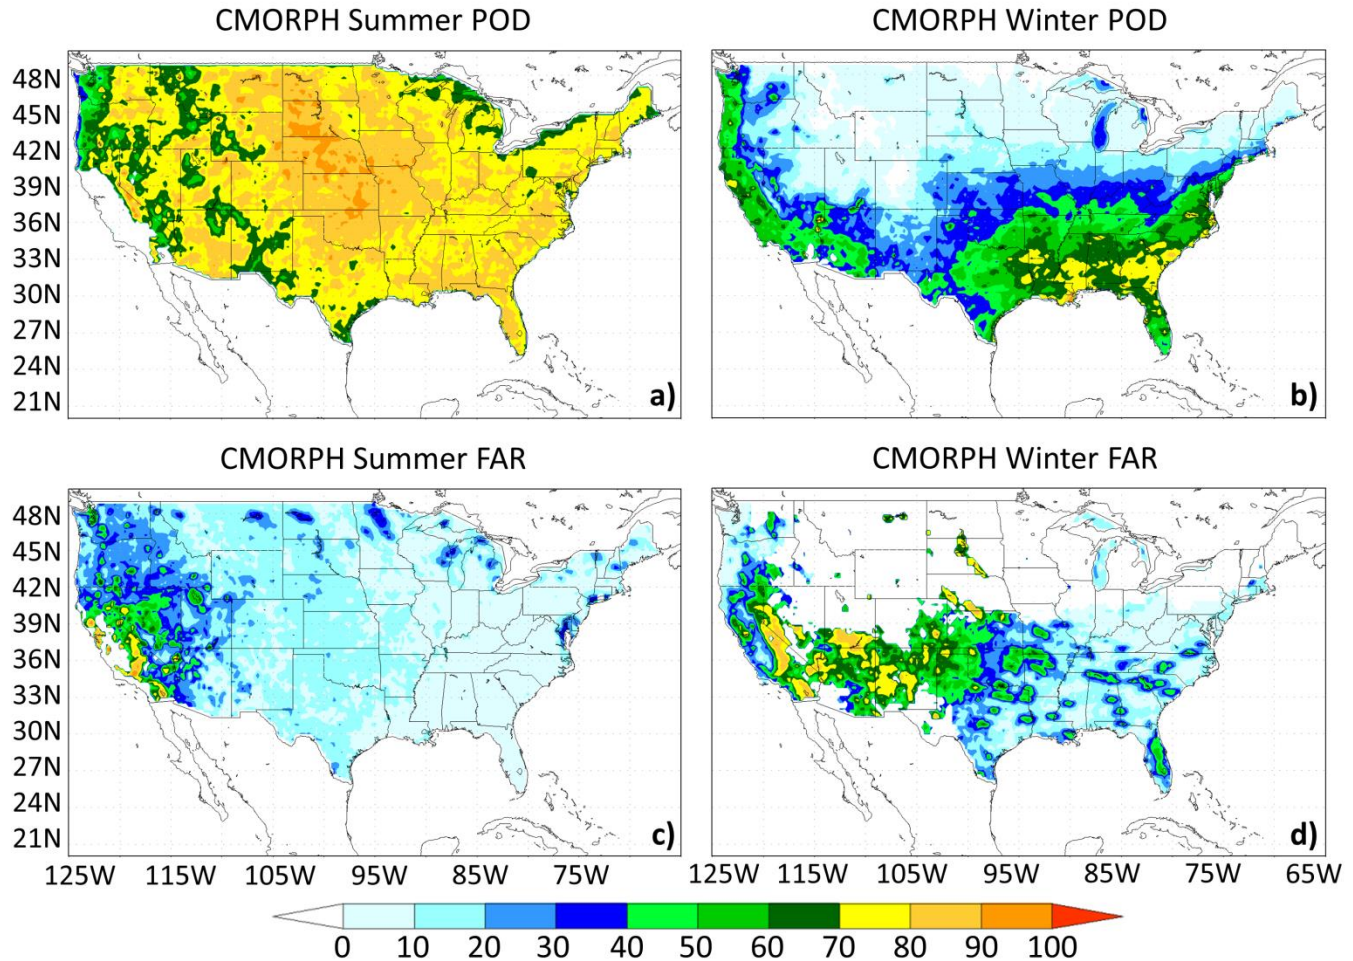 CMORPH Summer POD
CMORPH Winter POD
48N
45N
42N
39N
36N
33N
30N
27N
24N
21N
a)
b)
CMORPH Summer FAR
CMORPH Winter FAR
48N
45N
42N
39N
36N
33N
30N
27N
24N
21N
c)
d)
125W 115W 105W 95W 85W 75W
125W 115W 105W 95W 85W 75W 65W
0 10 20 30 40 50 60 70 80 90 100